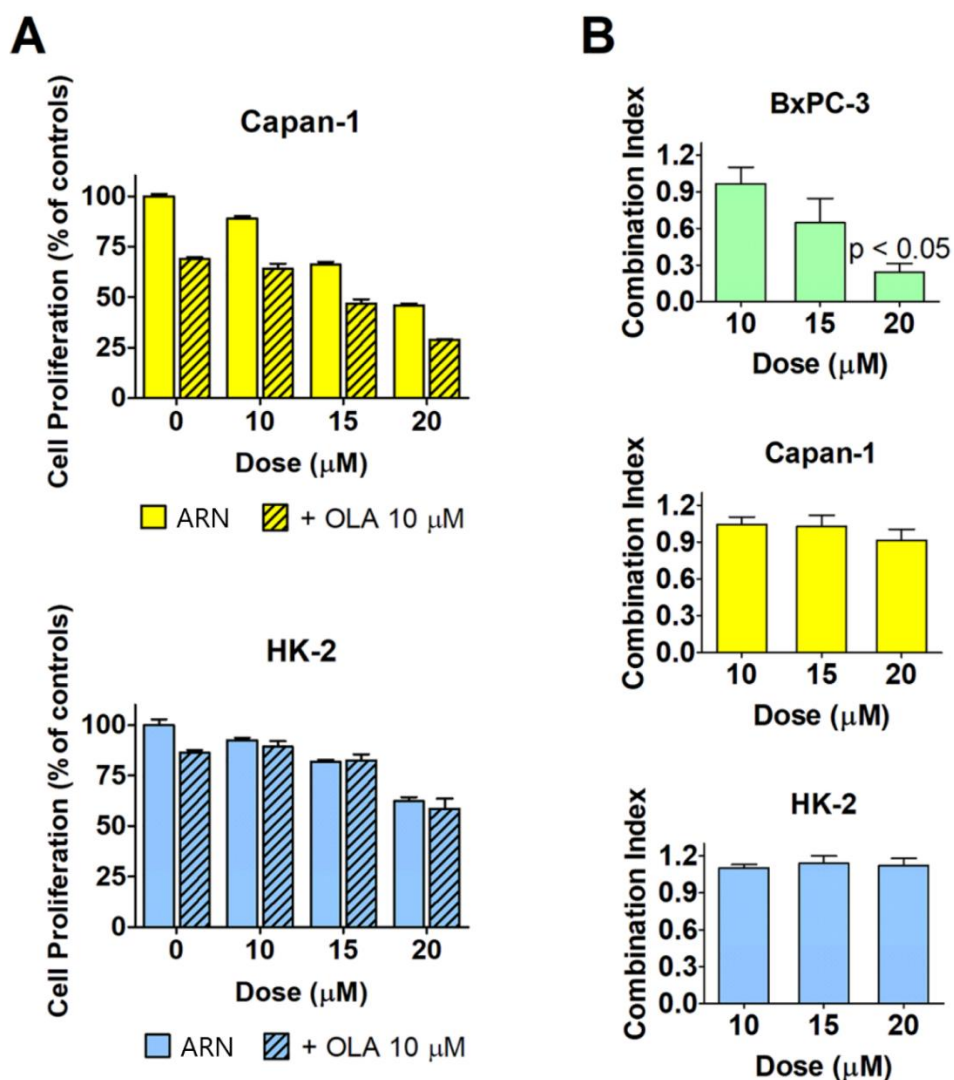 A
Capan-1
Cell Proliferation (% of controls)
100
75
50
25
0
0 10 15 20
Dose (μM)
ARN + OLA 10 μM
HK-2
Cell Proliferation (% of controls)
100
75
50
25
0
0 10 15 20
Dose (μM)
ARN + OLA 10 μM
B
BxPC-3
Combination Index
1.2
0.9
0.6
0.3
0.0
p < 0.05
10 15 20
Dose (μM)
Capan-1
Combination Index
1.2
0.9
0.6
0.3
0.0
10 15 20
Dose (μM)
HK-2
Combination Index
1.2
0.9
0.6
0.3
0.0
10 15 20
Dose (μM)